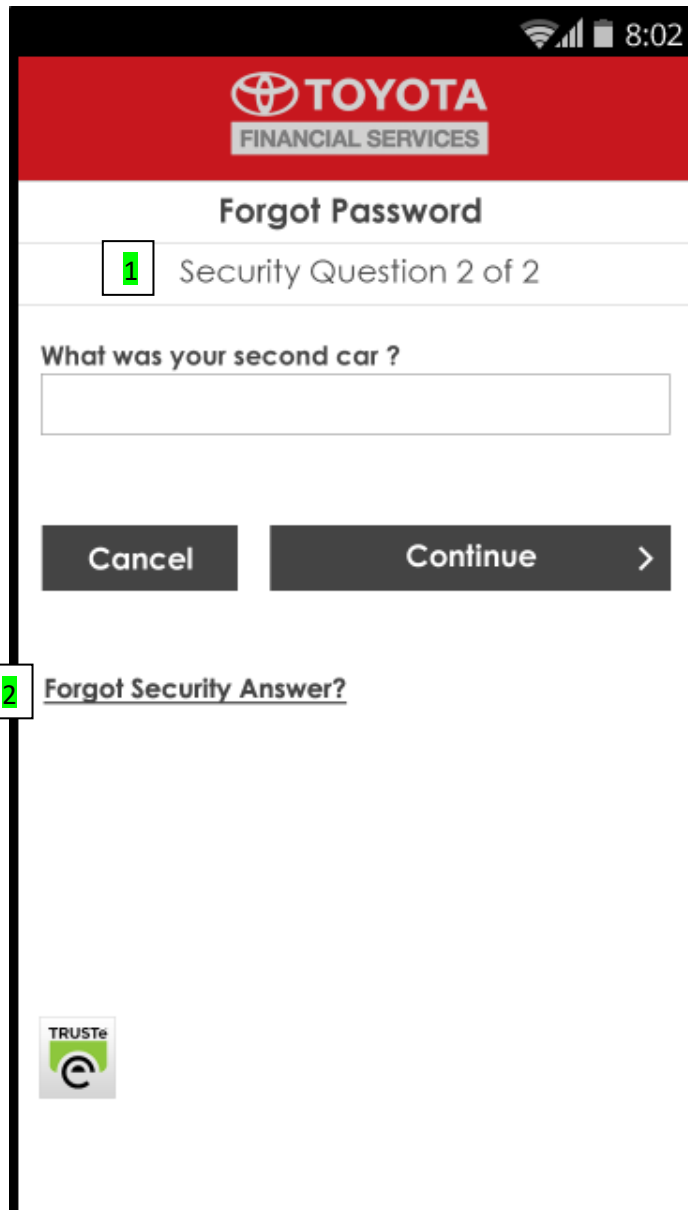 8:02
TOYOTA
FINANCIAL SERVICES
Forgot Password
1 Security Question 2 of 2
What was your second car ?
Cancel Continue >
2 Forgot Security Answer?
TRUSTe
e